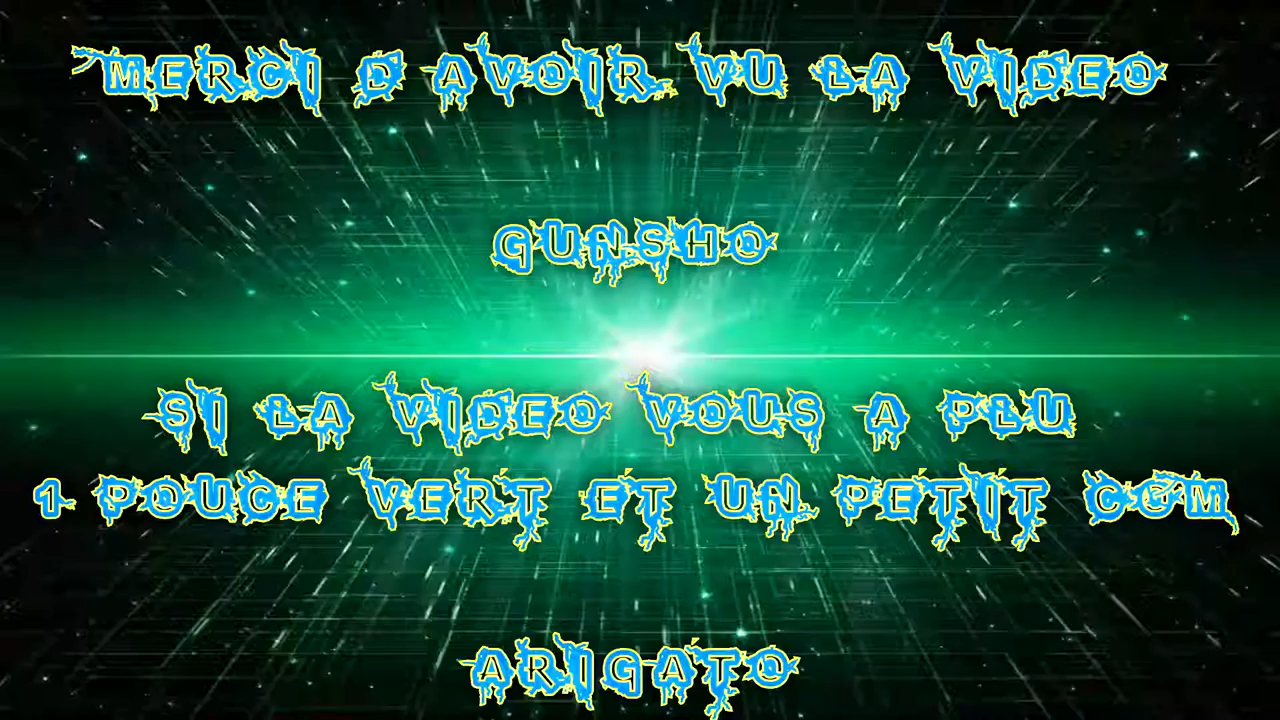 MERCI D AVOIR VU LA VIDEO
GUNSHO
SI LA VIDEO VOUS A PLU
1 POUCE VERT ET UN PETIT COM
ARIGATO